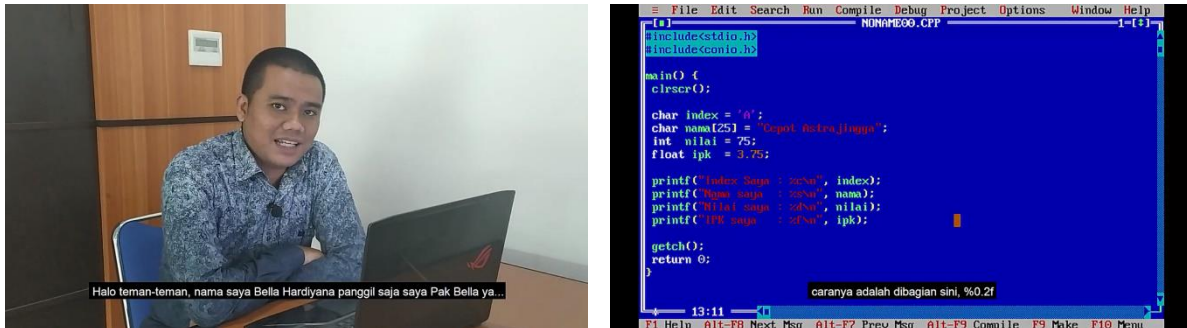 Halo teman-teman, nama saya Bella Hardiyana panggil saja saya Pak Bella ya...
≡ File Edit Search Run Compile Debug Project Options Window Help
NONAME00.CPP 1-[↕]
#include<stdio.h>
#include<conio.h>
main() {
clrscr();
char index = 'A';
char nama[25] = "Cepot Astrajingga";
int nilai = 75;
float ipk = 3.75;
printf("Index Saya : %c\n", index);
printf("Nama saya : %s\n", nama);
printf("Nilai saya : %d\n", nilai);
printf("IPK saya : %f\n", ipk);
getch();
return 0;
}
caranya adalah dibagian sini, %0.2f
13:11
F1 Help Alt-F8 Next Msg Alt-F7 Prev Msg Alt-F9 Compile F9 Make F10 Menu